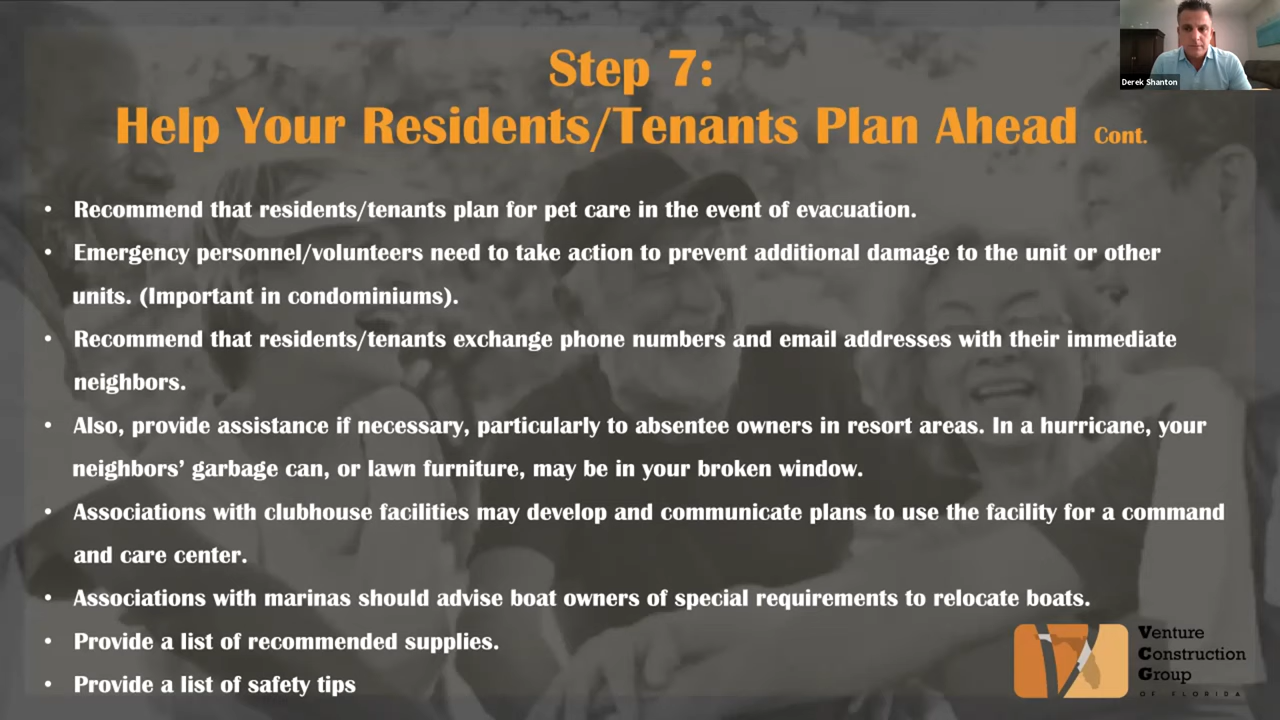 Step 7:
Help Your Residents/Tenants Plan Ahead Cont.
Derek Shanton
• Recommend that residents/tenants plan for pet care in the event of evacuation.
• Emergency personnel/volunteers need to take action to prevent additional damage to the unit or other
units. (Important in condominiums).
• Recommend that residents/tenants exchange phone numbers and email addresses with their immediate
neighbors.
• Also, provide assistance if necessary, particularly to absentee owners in resort areas. In a hurricane, your
neighbors’ garbage can, or lawn furniture, may be in your broken window.
• Associations with clubhouse facilities may develop and communicate plans to use the facility for a command
and care center.
• Associations with marinas should advise boat owners of special requirements to relocate boats.
• Provide a list of recommended supplies.
• Provide a list of safety tips
Venture
Construction
Group
OF FLORIDA